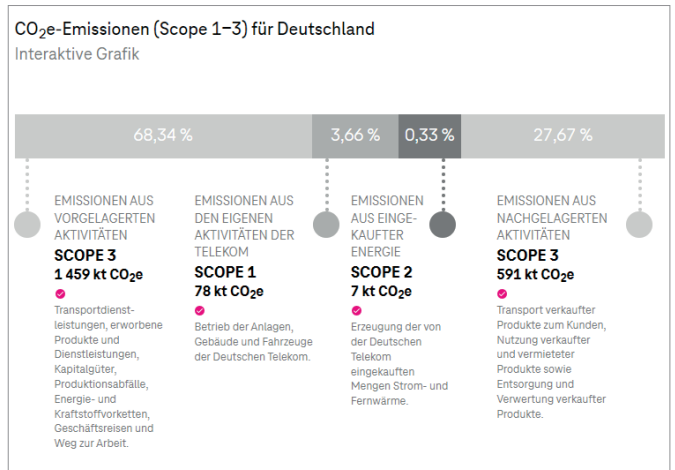 CO₂e-Emissionen (Scope 1–3) für Deutschland
Interaktive Grafik
68,34 %
3,66 %
0,33 %
27,67 %
EMISSIONEN AUS
VORGELAGERTEN
AKTIVITÄTEN
SCOPE 3
1 459 kt CO₂e
Transportdienst-
leistungen, erworbene
Produkte und
Dienstleistungen,
Kapitalgüter,
Produktionsabfälle,
Energie- und
Kraftstoffvorketten,
Geschäftsreisen und
Weg zur Arbeit.
EMISSIONEN AUS
DEN EIGENEN
AKTIVITÄTEN DER
TELEKOM
SCOPE 1
78 kt CO₂e
Betrieb der Anlagen,
Gebäude und Fahrzeuge
der Deutschen Telekom.
EMISSIONEN
AUS EINGE-
KAUFTER
ENERGIE
SCOPE 2
7 kt CO₂e
Erzeugung der von
der Deutschen
Telekom
eingekauften
Mengen Strom- und
Fernwärme.
EMISSIONEN AUS
NACHGELAGERTEN
AKTIVITÄTEN
SCOPE 3
591 kt CO₂e
Transport verkaufter
Produkte zum Kunden,
Nutzung verkaufter
und vermieteter
Produkte sowie
Entsorgung und
Verwertung verkaufter
Produkte.